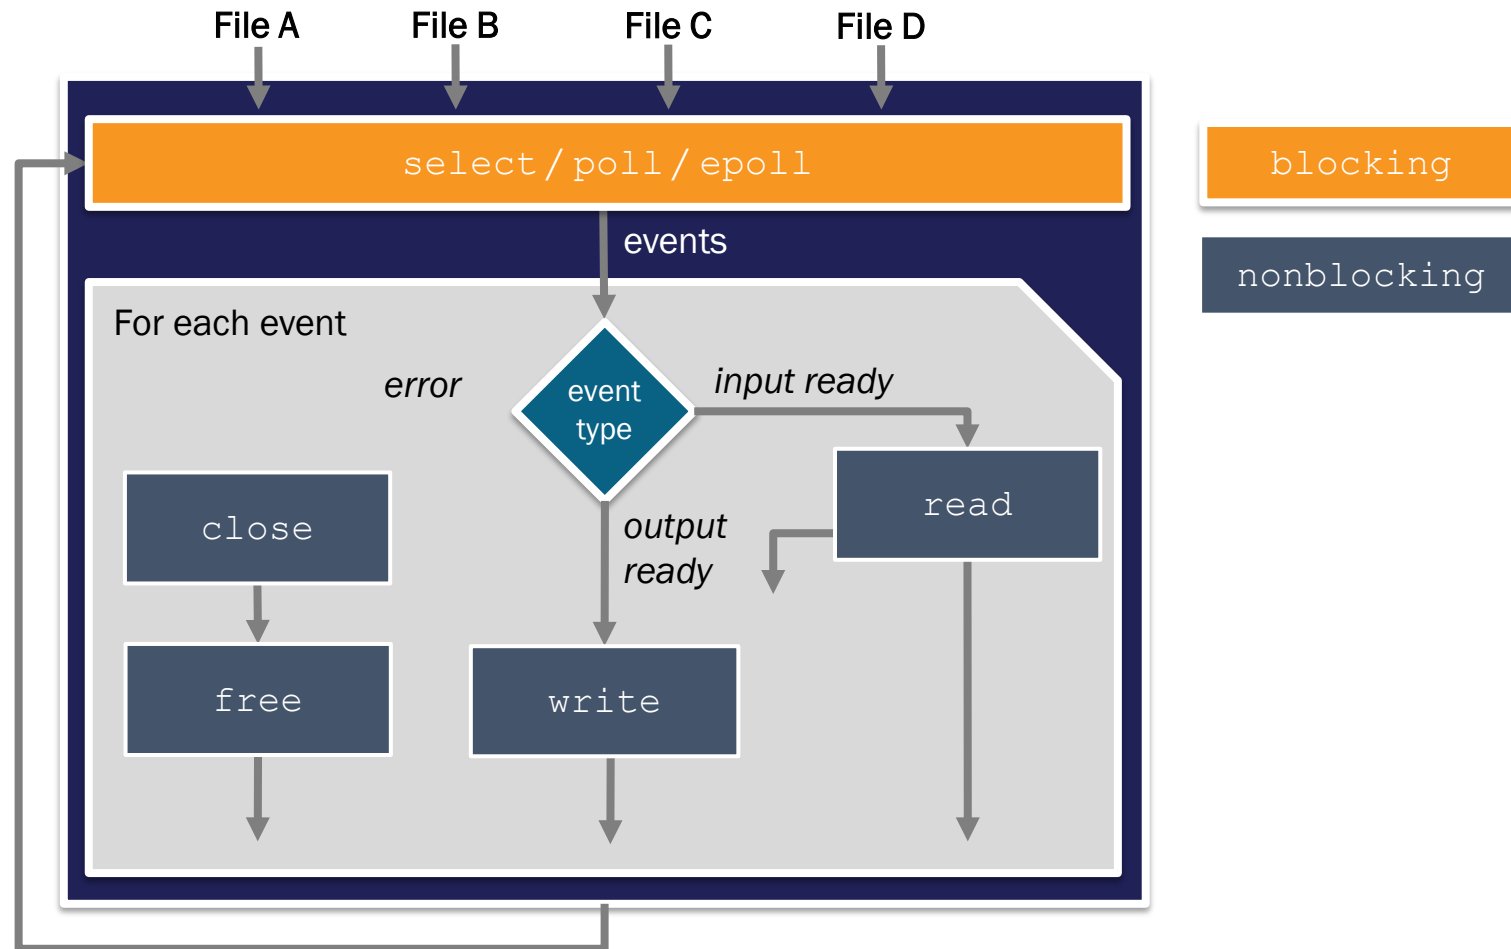 File A File B File C File D
select/poll/epoll
blocking
events
nonblocking
For each event
error
event
type
input ready
close
output
ready
read
free
write